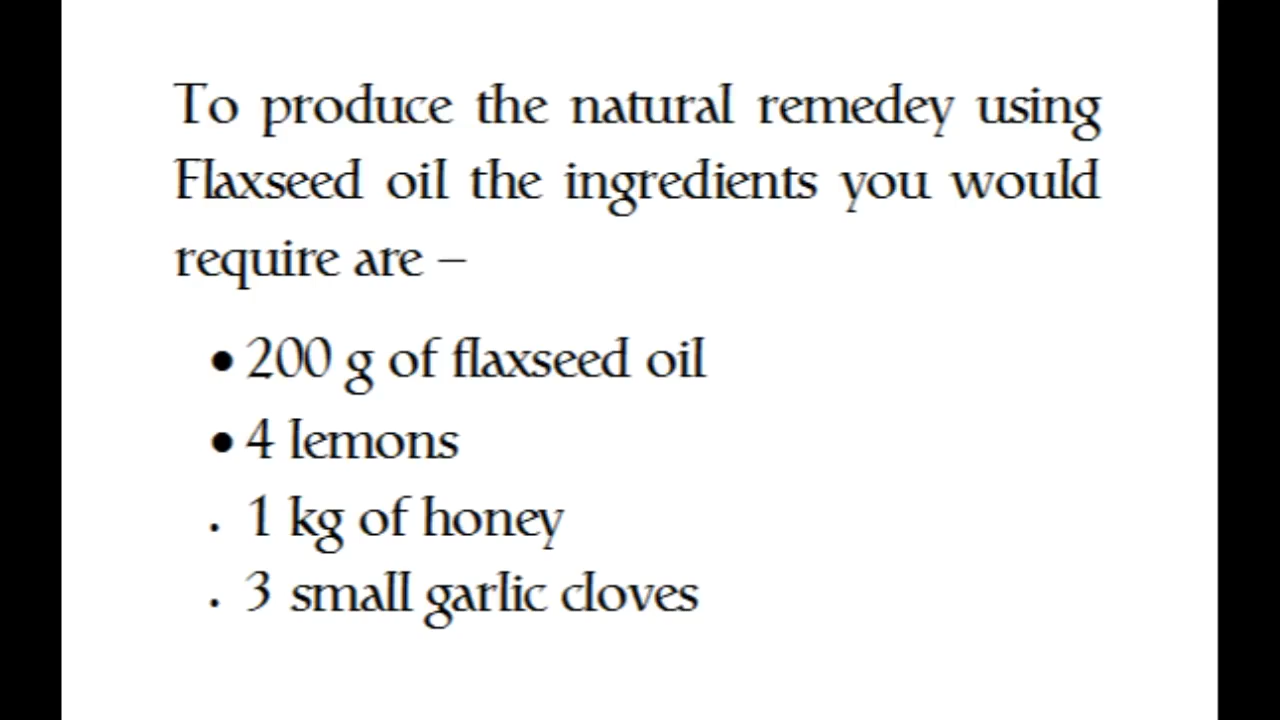 To produce the natural remedey using
Flaxseed oil the ingredients you would
require are –
• 200 g of flaxseed oil
• 4 lemons
· 1 kg of honey
· 3 small garlic cloves